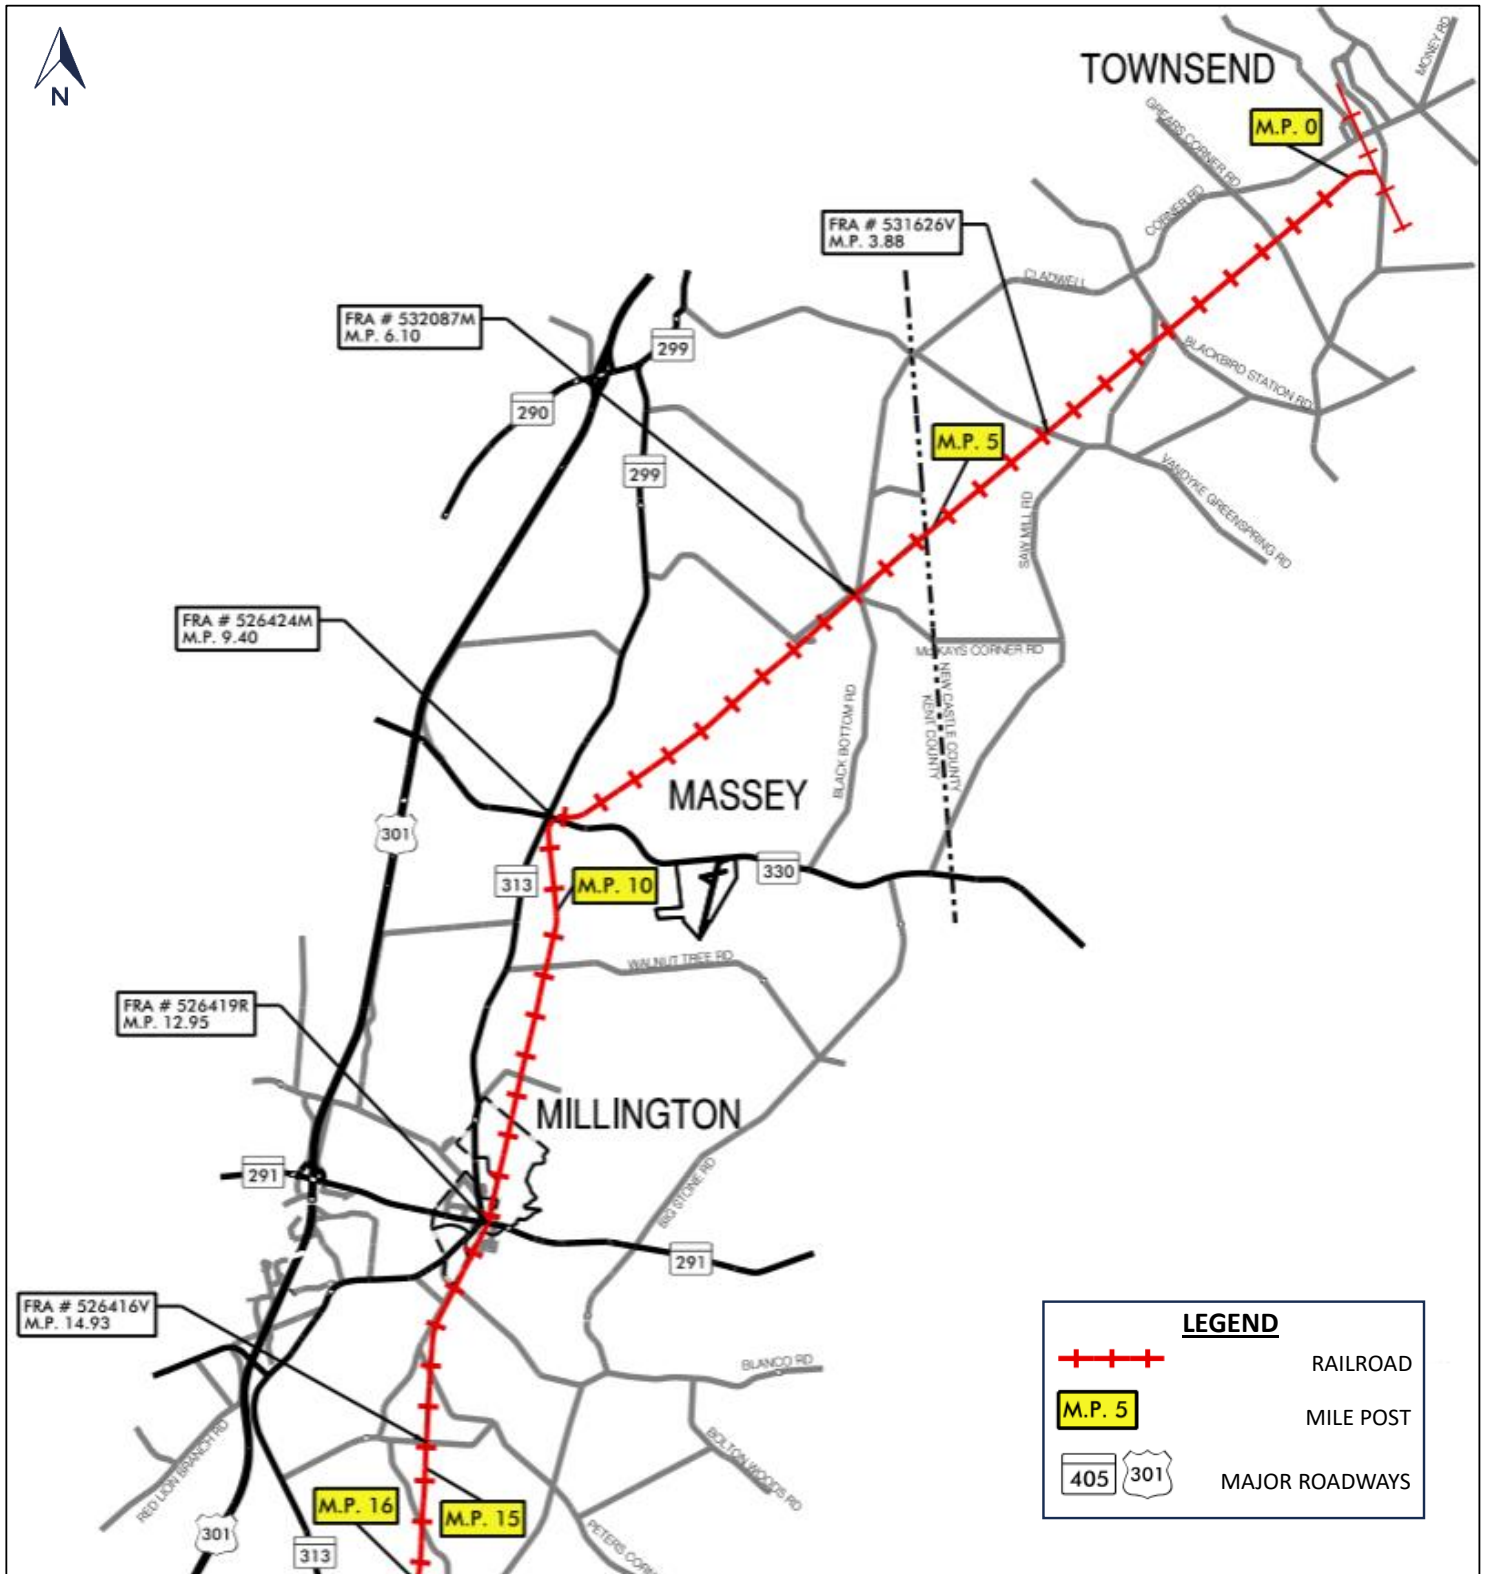 N
TOWNSEND
MONEY RD
M.P. 0
GREARS CORNER RD
CORNER RD
FRA # 531626V
M.P. 3.88
CLADWELL
FRA # 532087M
M.P. 6.10
299
BLACKBIRD STATION RD
290
M.P. 5
299
VANDYKE GREENSPRING RD
SAW MILL RD
FRA # 526424M
M.P. 9.40
McKAYS CORNER RD
NEW CASTLE COUNTY
KENT COUNTY
BLACK BOTTOM RD
MASSEY
301
330
313
M.P. 10
WALNUT TREE RD
FRA # 526419R
M.P. 12.95
MILLINGTON
291
BIG STONE RD
291
FRA # 526416V
M.P. 14.93
BLANCO RD
RED LION BRANCH RD
BOLTON WOODS RD
M.P. 16
M.P. 15
301
313
LEGEND
RAILROAD
M.P. 5
MILE POST
405
301
MAJOR ROADWAYS